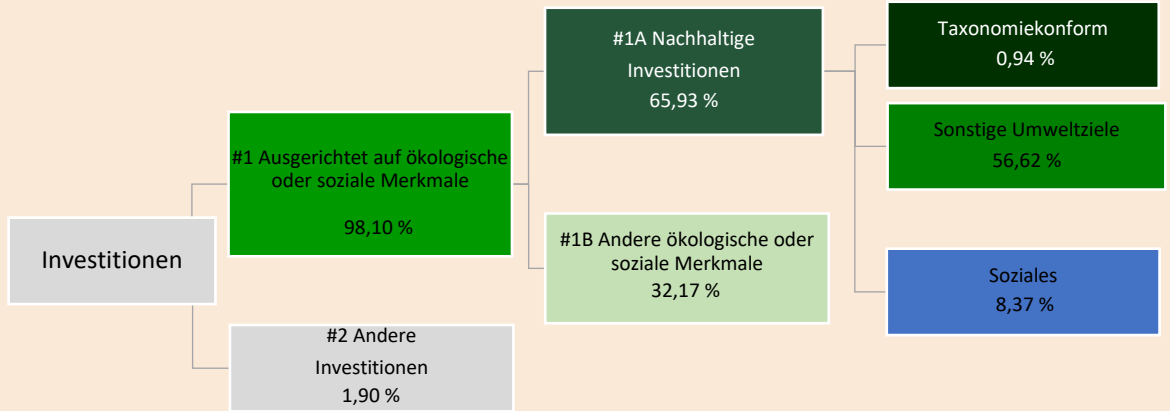 Investitionen
#1 Ausgerichtet auf ökologische
oder soziale Merkmale
98,10 %
#2 Andere
Investitionen
1,90 %
#1A Nachhaltige
Investitionen
65,93 %
#1B Andere ökologische oder
soziale Merkmale
32,17 %
Taxonomiekonform
0,94 %
Sonstige Umweltziele
56,62 %
Soziales
8,37 %